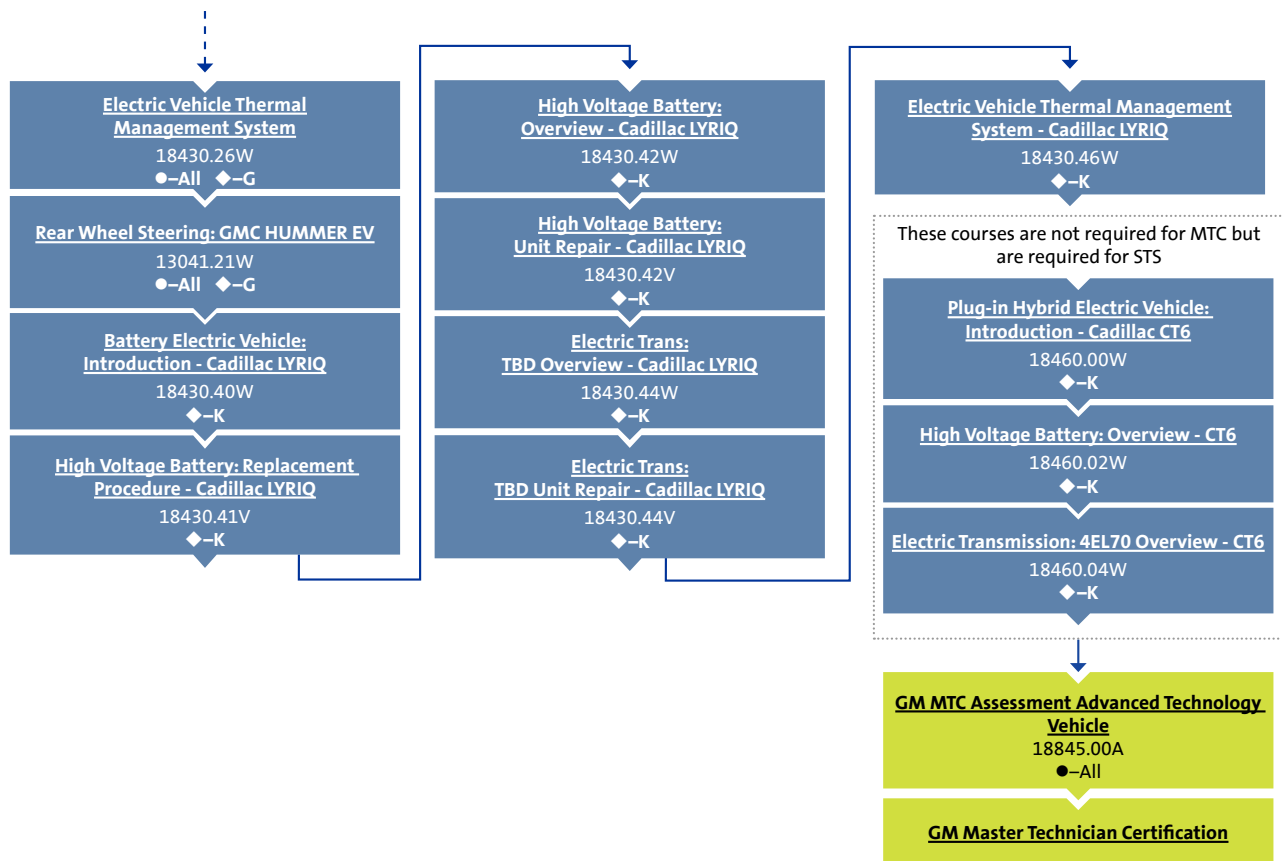 Electric Vehicle Thermal
Management System
18430.26W
●–All ◆–G
Rear Wheel Steering: GMC HUMMER EV
13041.21W
●–All ◆–G
Battery Electric Vehicle:
Introduction - Cadillac LYRIQ
18430.40W
◆–K
High Voltage Battery: Replacement
Procedure - Cadillac LYRIQ
18430.41V
◆–K
High Voltage Battery:
Overview - Cadillac LYRIQ
18430.42W
◆–K
High Voltage Battery:
Unit Repair - Cadillac LYRIQ
18430.42V
◆–K
Electric Trans:
TBD Overview - Cadillac LYRIQ
18430.44W
◆–K
Electric Trans:
TBD Unit Repair - Cadillac LYRIQ
18430.44V
◆–K
Electric Vehicle Thermal Management
System - Cadillac LYRIQ
18430.46W
◆–K
These courses are not required for MTC but
are required for STS
Plug-in Hybrid Electric Vehicle:
Introduction - Cadillac CT6
18460.00W
◆–K
High Voltage Battery: Overview - CT6
18460.02W
◆–K
Electric Transmission: 4EL70 Overview - CT6
18460.04W
◆–K
GM MTC Assessment Advanced Technology
Vehicle
18845.00A
●–All
GM Master Technician Certification